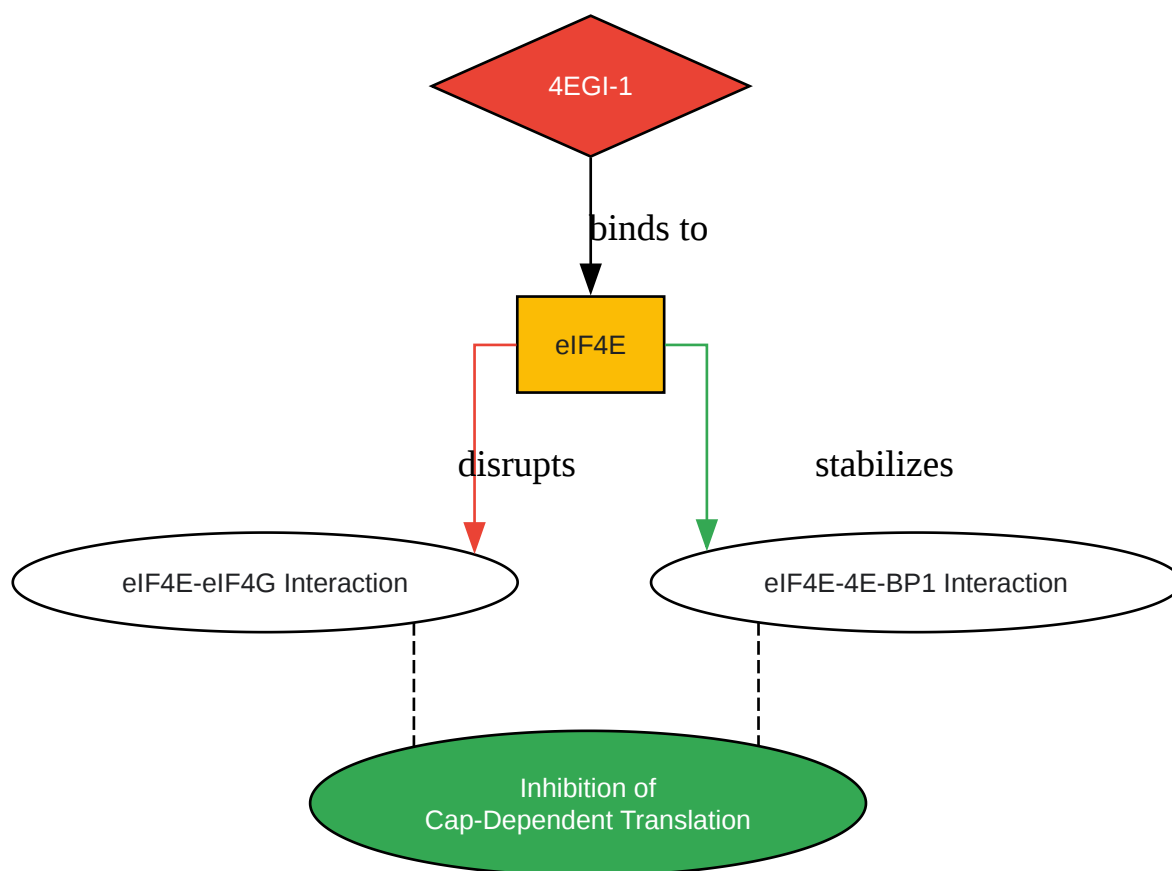 4EGI-1
binds to
eIF4E
disrupts
stabilizes
eIF4E-eIF4G Interaction
eIF4E-4E-BP1 Interaction
Inhibition of
Cap-Dependent Translation